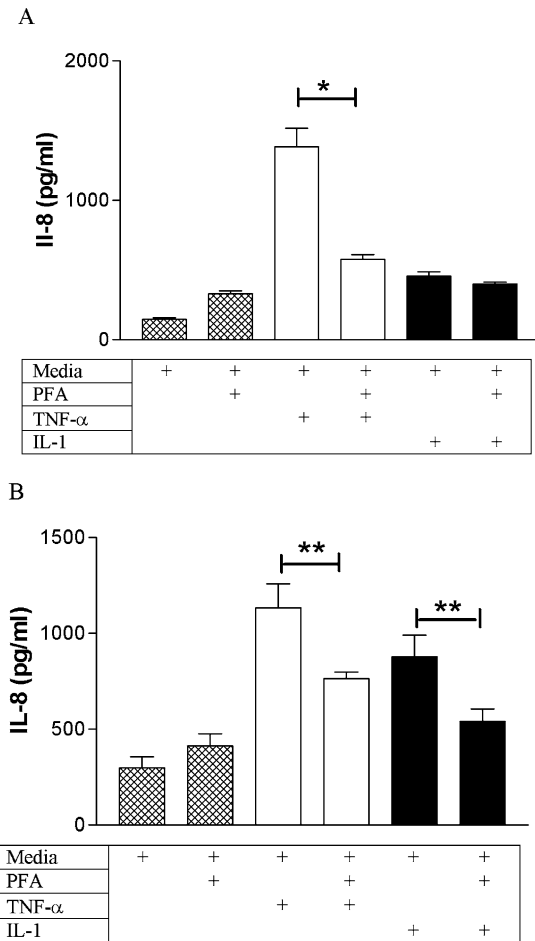 A
2000
*
1000
Il-8 (pg/ml)
0
Media + + + + + +
PFA + + +
TNF-α + +
IL-1 + +
B
1500
**
1000
**
IL-8 (pg/ml)
500
0
Media + + + + + +
PFA + + +
TNF-α + +
IL-1 + +